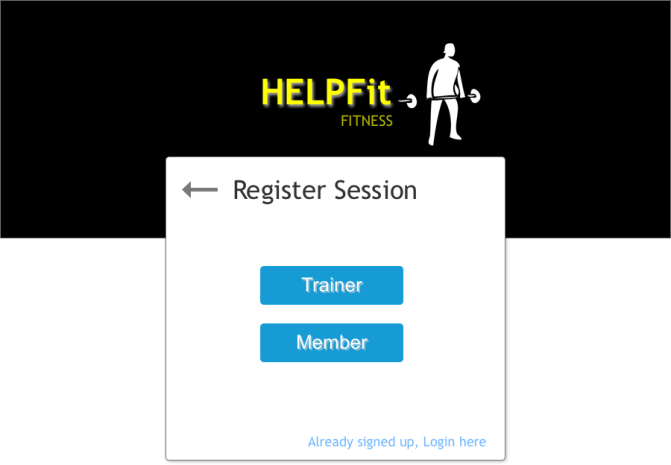 HELPFit
FITNESS
Register Session
Trainer
Member
Already signed up, Login here